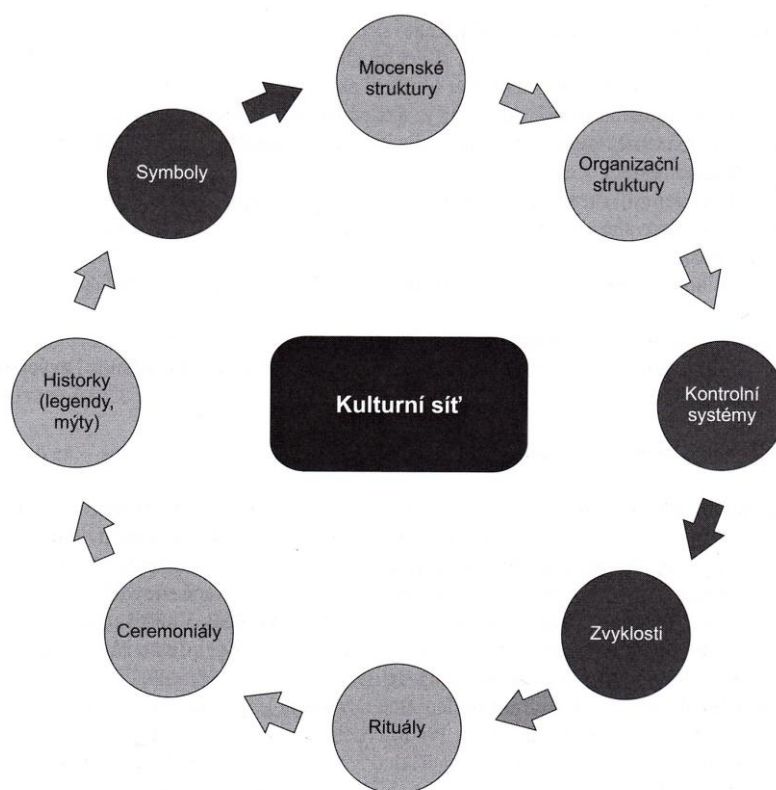 Mocenské
struktury
Organizační
struktury
Kontrolní
systémy
Zvyklosti
Rituály
Ceremoniály
Historky
(legendy,
mýty)
Symboly
Kulturní síť